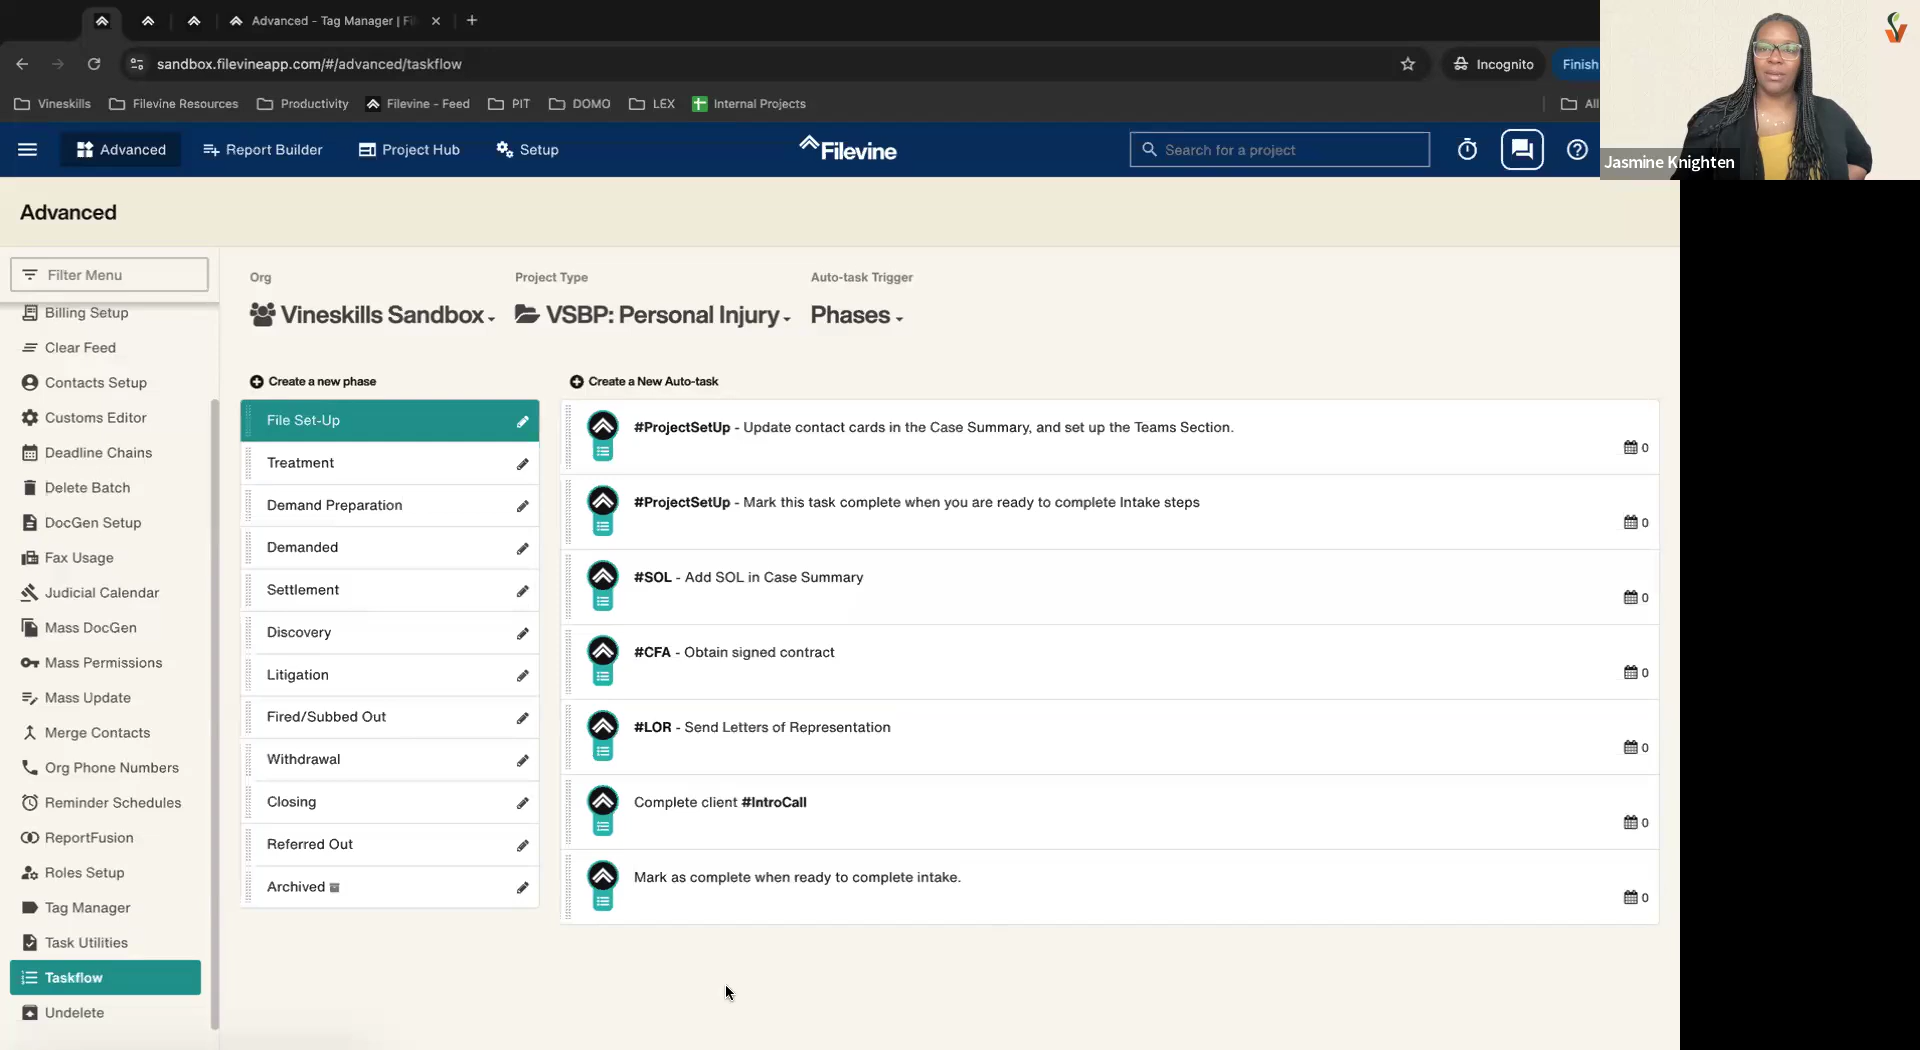 Advanced - Tag Manager | Fi
sandbox.filevineapp.com/#/advanced/taskflow
Incognito
Finish
Vineskills
Filevine Resources
Productivity
Filevine - Feed
PIT
DOMO
LEX
Internal Projects
All
Advanced
Report Builder
Project Hub
Setup
Filevine
Search for a project
Jasmine Knighten
Advanced
Filter Menu
Billing Setup
Clear Feed
Contacts Setup
Customs Editor
Deadline Chains
Delete Batch
DocGen Setup
Fax Usage
Judicial Calendar
Mass DocGen
Mass Permissions
Mass Update
Merge Contacts
Org Phone Numbers
Reminder Schedules
ReportFusion
Roles Setup
Tag Manager
Task Utilities
Taskflow
Undelete
Org
Vineskills Sandbox
Project Type
VSBP: Personal Injury
Auto-task Trigger
Phases
Create a new phase
File Set-Up
Treatment
Demand Preparation
Demanded
Settlement
Discovery
Litigation
Fired/Subbed Out
Withdrawal
Closing
Referred Out
Archived
Create a New Auto-task
#ProjectSetUp - Update contact cards in the Case Summary, and set up the Teams Section.
0
#ProjectSetUp - Mark this task complete when you are ready to complete Intake steps
0
#SOL - Add SOL in Case Summary
0
#CFA - Obtain signed contract
0
#LOR - Send Letters of Representation
0
Complete client #IntroCall
0
Mark as complete when ready to complete intake.
0